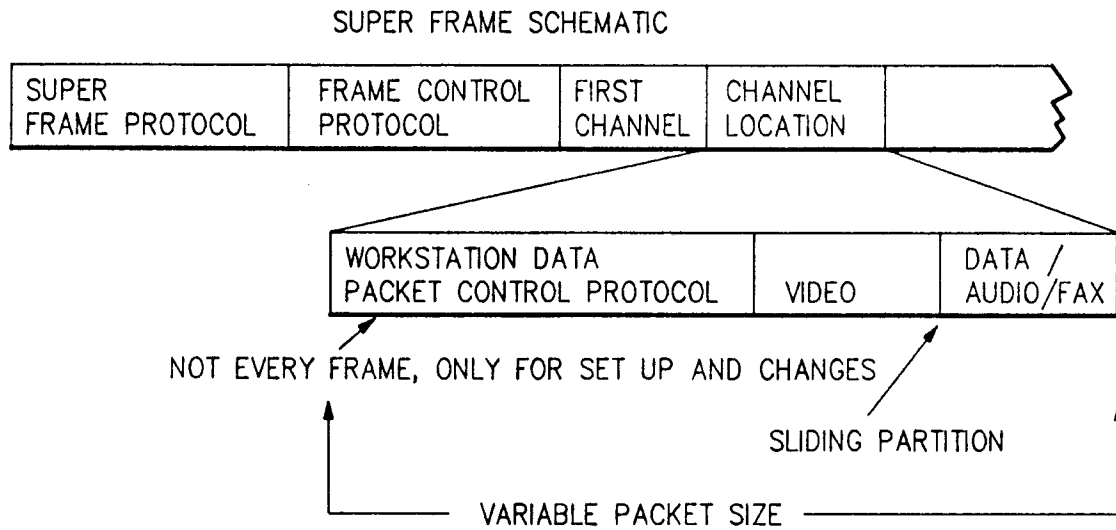 SUPER FRAME SCHEMATIC
SUPER
FRAME PROTOCOL
FRAME CONTROL
PROTOCOL
FIRST
CHANNEL
CHANNEL
LOCATION
WORKSTATION DATA
PACKET CONTROL PROTOCOL
VIDEO
DATA /
AUDIO/FAX
NOT EVERY FRAME, ONLY FOR SET UP AND CHANGES
SLIDING PARTITION
VARIABLE PACKET SIZE